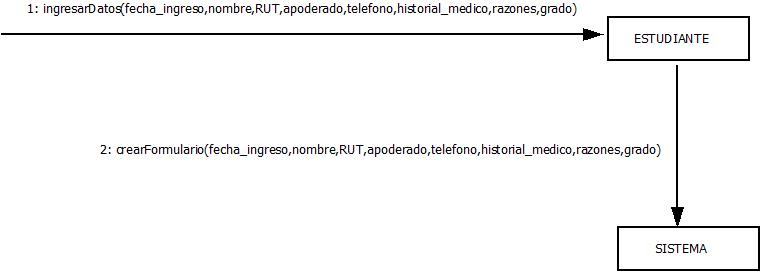 1: ingresarDatos(fecha_ingreso,nombre,RUT,apoderado,telefono,historial_medico,razones,grado)
ESTUDIANTE
2: crearFormulario(fecha_ingreso,nombre,RUT,apoderado,telefono,historial_medico,razones,grado)
SISTEMA